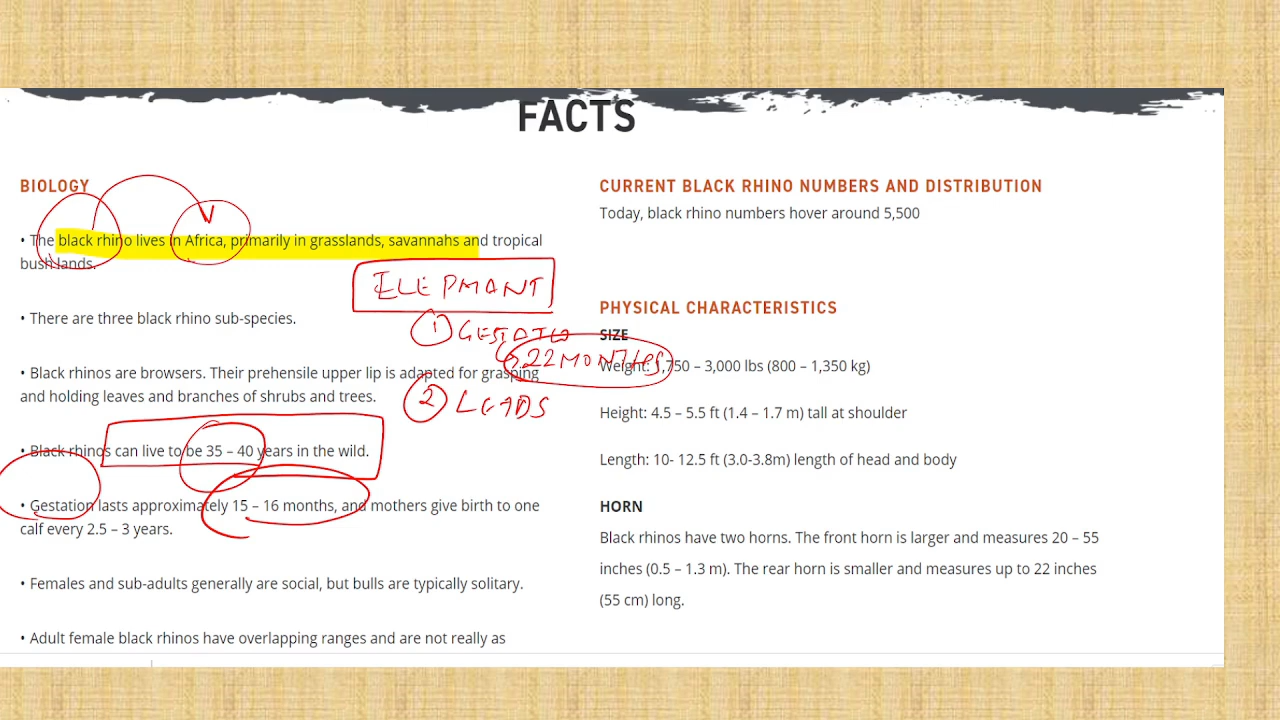 FACTS
BIOLOGY
• The black rhino lives in Africa, primarily in grasslands, savannahs and tropical
bush lands.
• There are three black rhino sub-species.
• Black rhinos are browsers. Their prehensile upper lip is adapted for grasping
and holding leaves and branches of shrubs and trees.
• Black rhinos can live to be 35 – 40 years in the wild.
• Gestation lasts approximately 15 – 16 months, and mothers give birth to one
calf every 2.5 – 3 years.
• Females and sub-adults generally are social, but bulls are typically solitary.
• Adult female black rhinos have overlapping ranges and are not really as
ELEPHANT
1
22 MONTHS
2 LEADS
CURRENT BLACK RHINO NUMBERS AND DISTRIBUTION
Today, black rhino numbers hover around 5,500
PHYSICAL CHARACTERISTICS
SIZE
Weight: 1,750 – 3,000 lbs (800 – 1,350 kg)
Height: 4.5 – 5.5 ft (1.4 – 1.7 m) tall at shoulder
Length: 10- 12.5 ft (3.0-3.8m) length of head and body
HORN
Black rhinos have two horns. The front horn is larger and measures 20 – 55
inches (0.5 – 1.3 m). The rear horn is smaller and measures up to 22 inches
(55 cm) long.